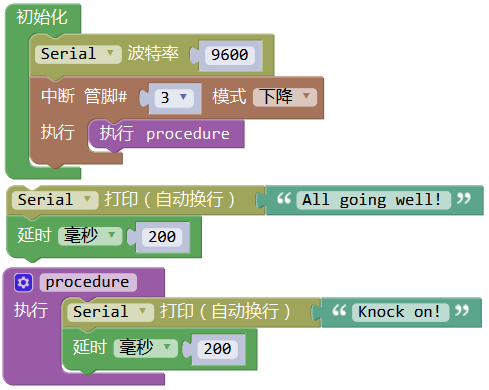 初始化
Serial 波特率 9600
中断 管脚# 3 模式 下降
执行 执行 procedure
Serial 打印（自动换行） “ All going well! ”
延时 毫秒 200
procedure
执行 Serial 打印（自动换行） “ Knock on! ”
延时 毫秒 200